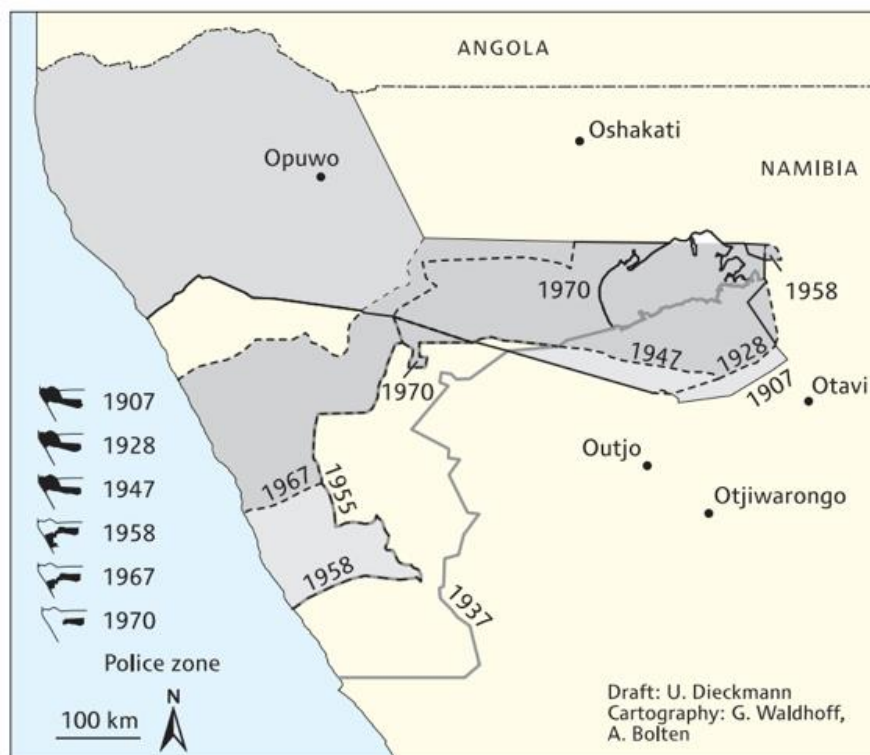 ANGOLA
Oshakati
Opuwo
NAMIBIA
1970
1958
1947
1928
1970
1907
Otavi
1907
1928
1947
1958
1967
1970
1967
1955
Outjo
Otjiwarongo
1958
1937
Police zone
N
100 km
Draft: U. Dieckmann
Cartography: G. Waldhoff,
A. Bolten